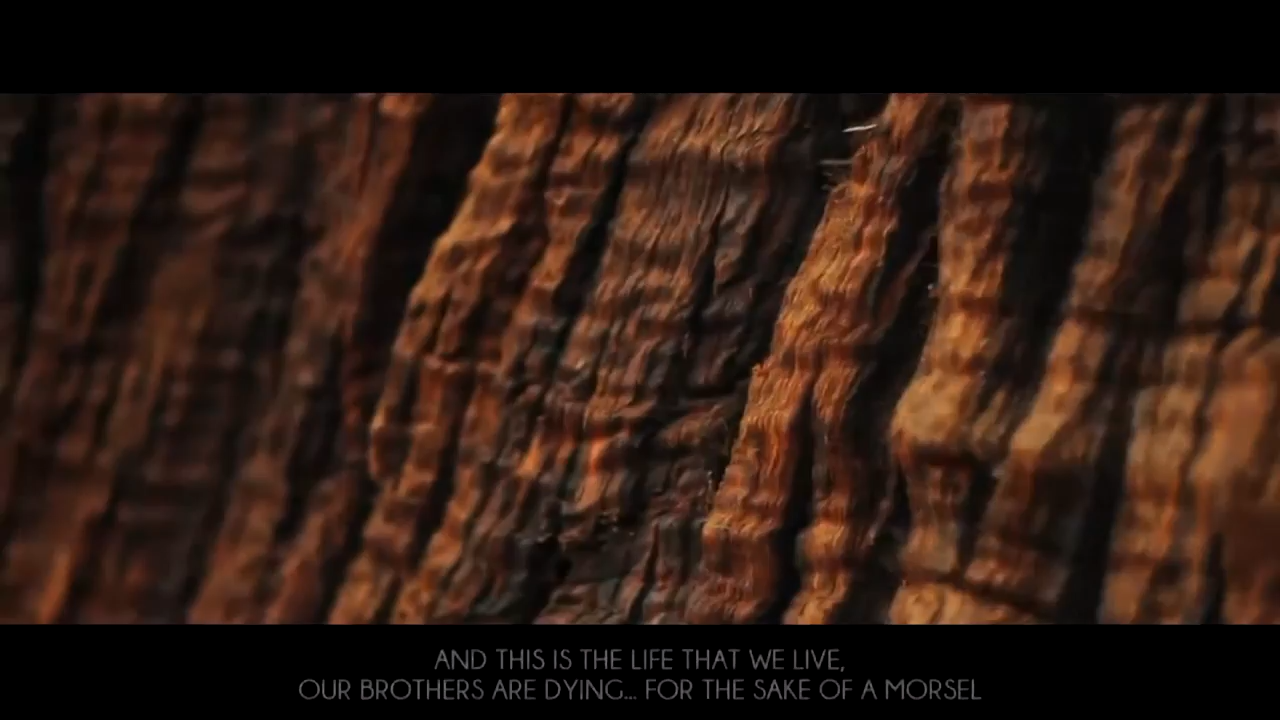 AND THIS IS THE LIFE THAT WE LIVE,
OUR BROTHERS ARE DYING... FOR THE SAKE OF A MORSEL